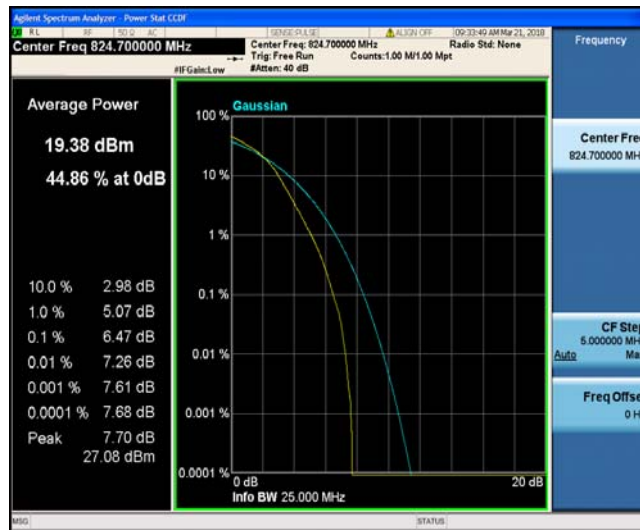 Agilent Spectrum Analyzer - Power Stat CCDF
RL RF 50 Ω AC SENSE:PULSE ALIGN OFF 09:33:49 AM Mar 21, 2018
Center Freq 824.700000 MHz
Center Freq: 824.700000 MHz Radio Std: None
Trig: Free Run Counts:1.00 M/1.00 Mpt
#IFGain:Low #Atten: 40 dB
Frequency
Average Power
19.38 dBm
44.86 % at 0dB
10.0 % 2.98 dB
1.0 % 5.07 dB
0.1 % 6.47 dB
0.01 % 7.26 dB
0.001 % 7.61 dB
0.0001 % 7.68 dB
Peak 7.70 dB
27.08 dBm
Gaussian
100 %
10 %
1 %
0.1 %
0.01 %
0.001 %
0.0001 %
0 dB 20 dB
Info BW 25.000 MHz
Center Fre
824.700000 MH
CF Step
5.000000 MH
Auto Ma
Freq Offse
0 H
MSG STATUS